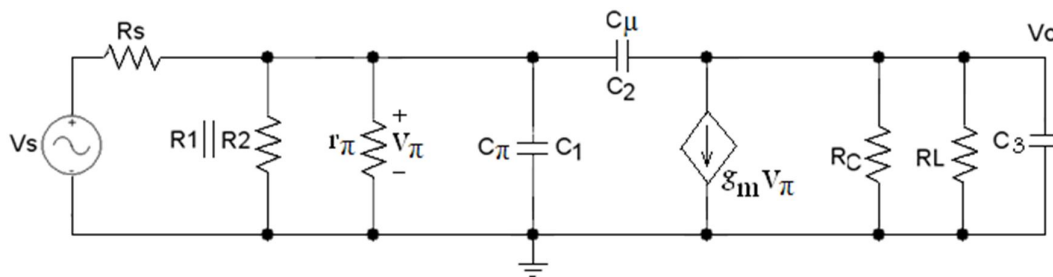 Cμ
Rs
Vo
C2
Vs
+
-
R1||R2
rπ
+
Vπ
−
Cπ
C1
gmVπ
RC
RL
C3